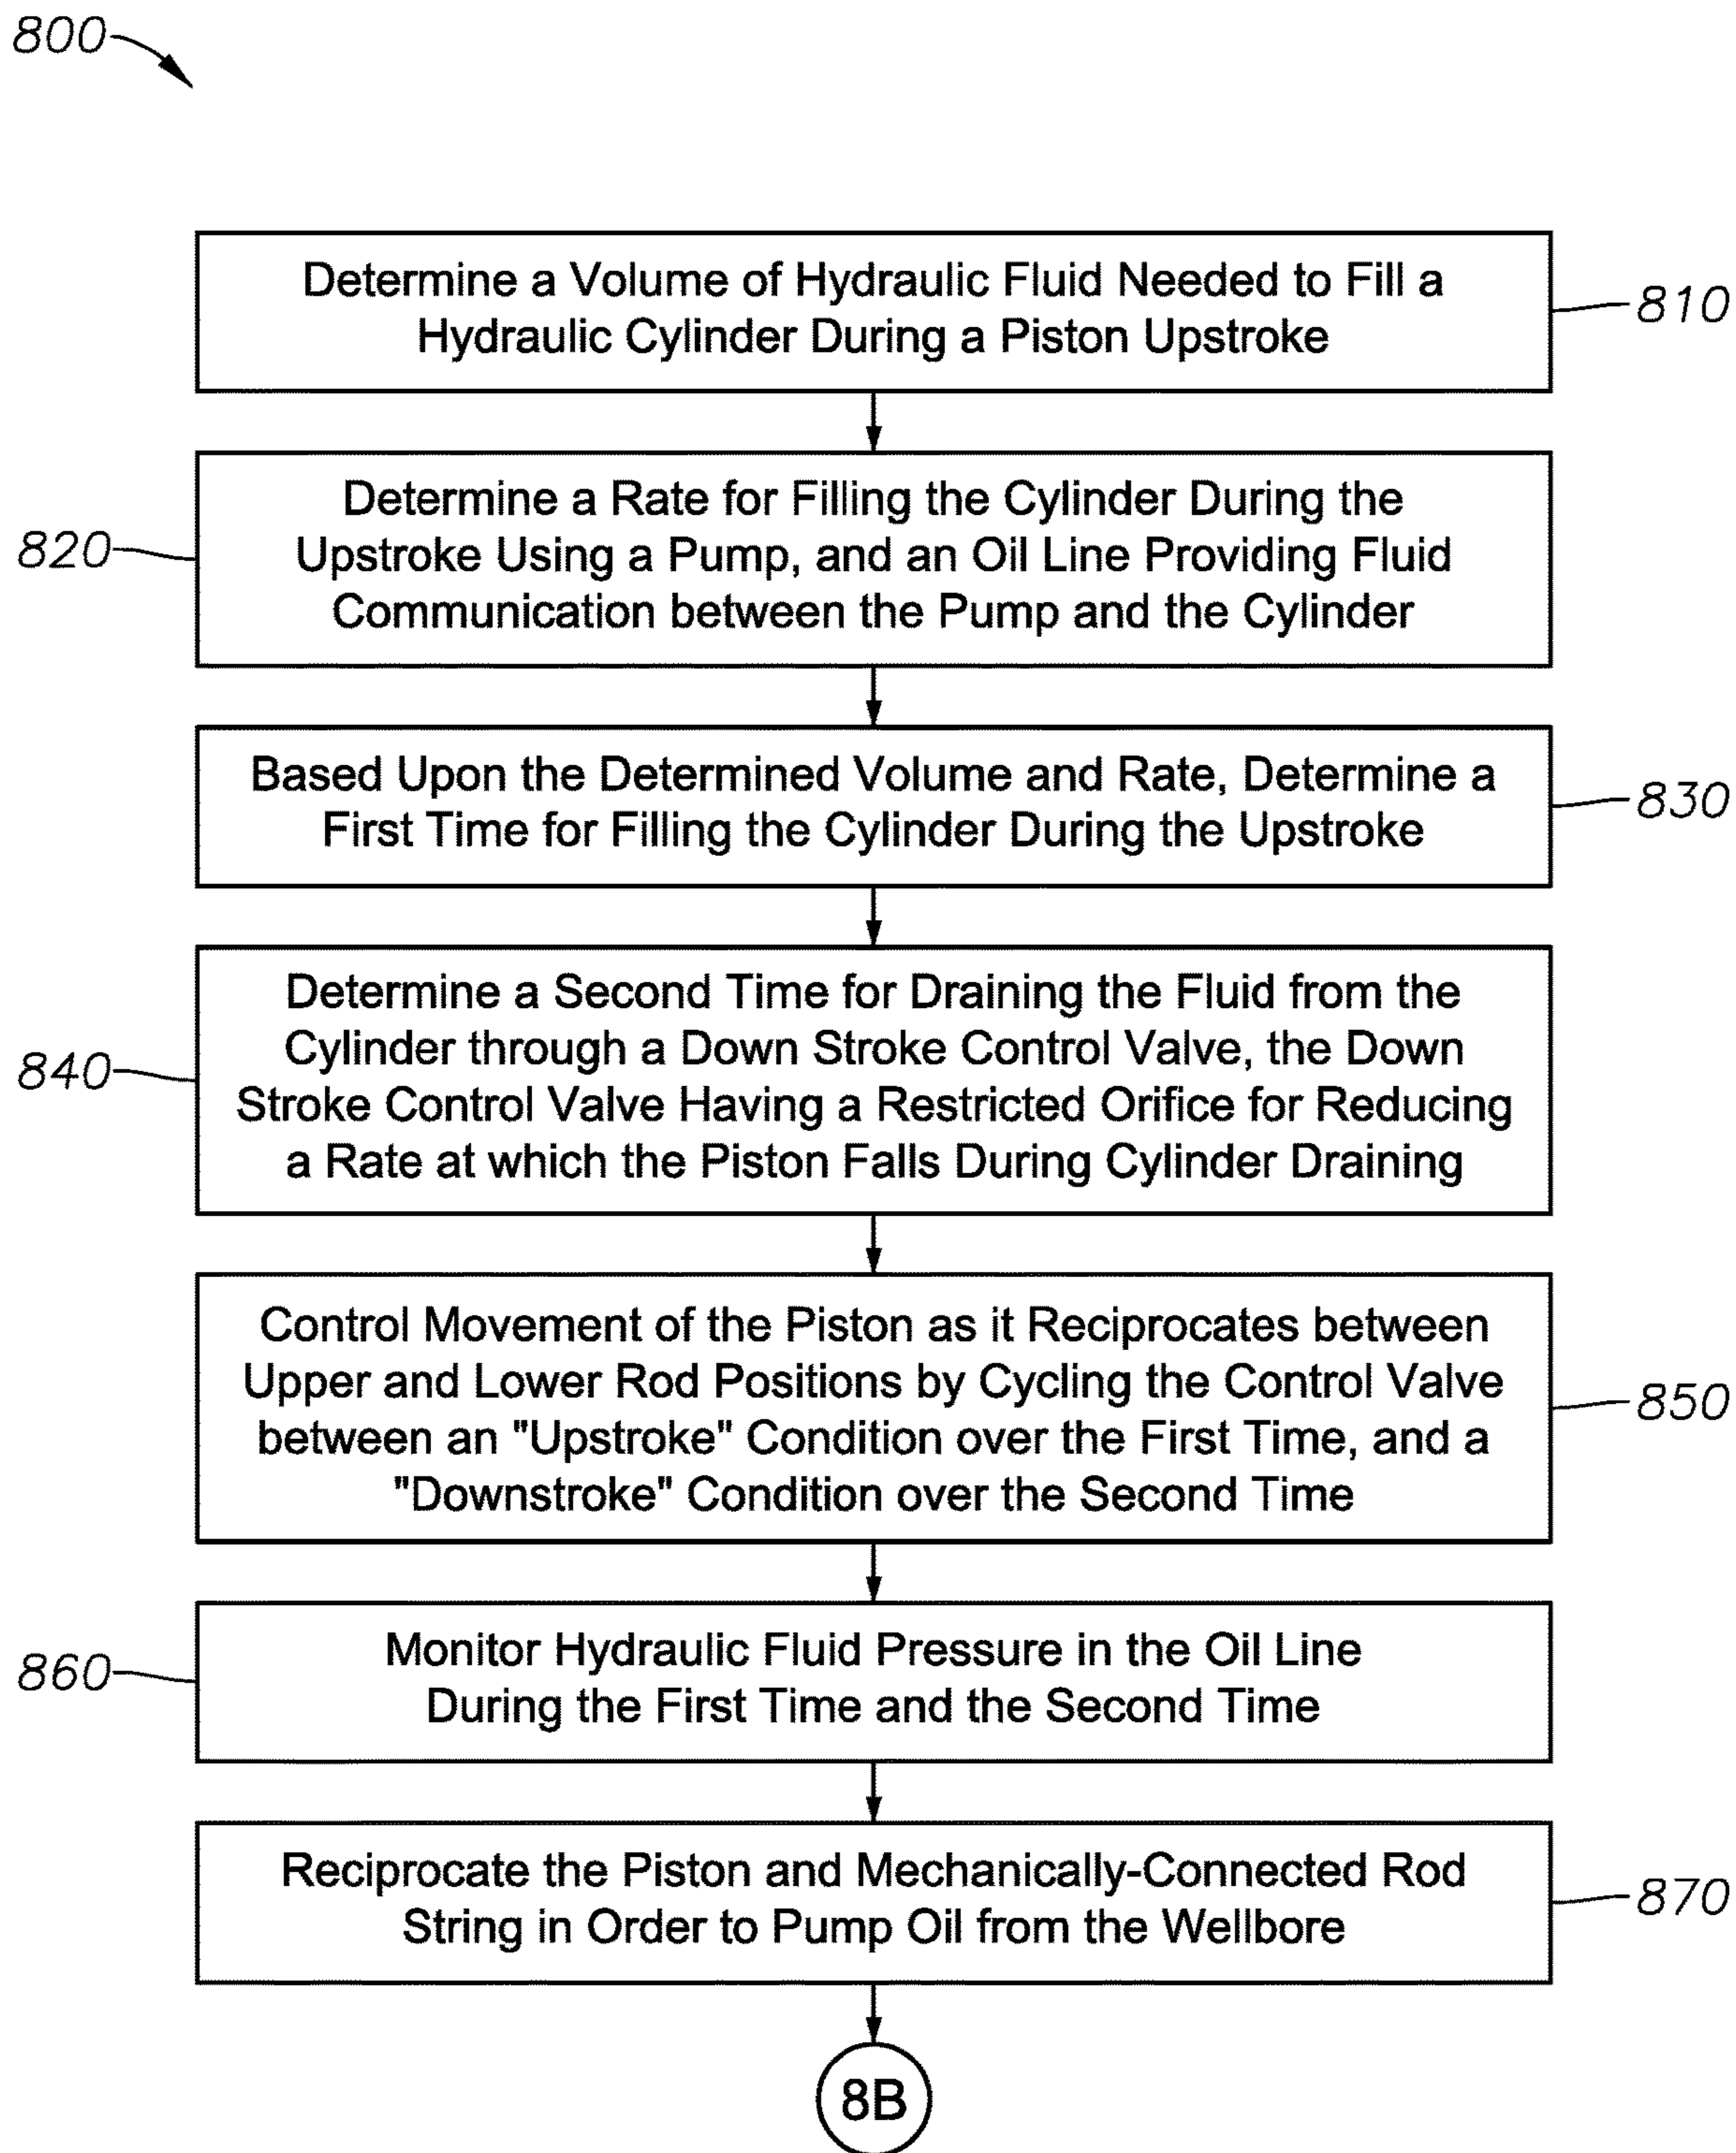 800
Determine a Volume of Hydraulic Fluid Needed to Fill a
Hydraulic Cylinder During a Piston Upstroke
810
Determine a Rate for Filling the Cylinder During the
Upstroke Using a Pump, and an Oil Line Providing Fluid
Communication between the Pump and the Cylinder
820
Based Upon the Determined Volume and Rate, Determine a
First Time for Filling the Cylinder During the Upstroke
830
Determine a Second Time for Draining the Fluid from the
Cylinder through a Down Stroke Control Valve, the Down
Stroke Control Valve Having a Restricted Orifice for Reducing
a Rate at which the Piston Falls During Cylinder Draining
840
Control Movement of the Piston as it Reciprocates between
Upper and Lower Rod Positions by Cycling the Control Valve
between an "Upstroke" Condition over the First Time, and a
"Downstroke" Condition over the Second Time
850
Monitor Hydraulic Fluid Pressure in the Oil Line
During the First Time and the Second Time
860
Reciprocate the Piston and Mechanically-Connected Rod
String in Order to Pump Oil from the Wellbore
870
8B